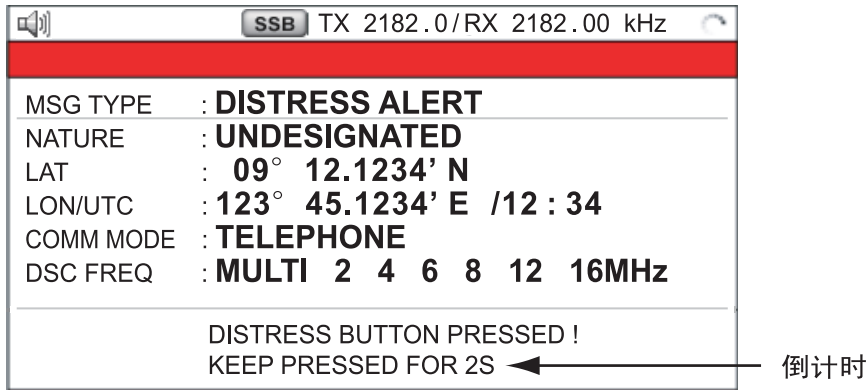 SSB TX 2182.0/RX 2182.00 kHz
MSG TYPE : DISTRESS ALERT
NATURE : UNDESIGNATED
LAT : 09° 12.1234' N
LON/UTC : 123° 45.1234' E /12 : 34
COMM MODE : TELEPHONE
DSC FREQ : MULTI 2 4 6 8 12 16MHz
DISTRESS BUTTON PRESSED !
KEEP PRESSED FOR 2S 倒计时